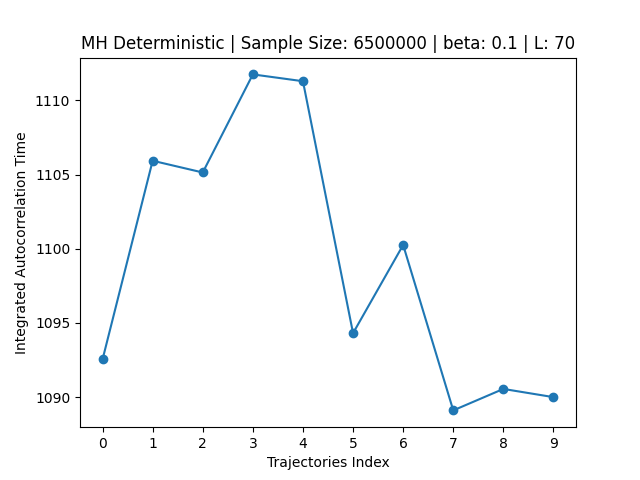 MH Deterministic | Sample Size: 6500000 | beta: 0.1 | L: 70
Integrated Autocorrelation Time
1110
1105
1100
1095
1090
0 1 2 3 4 5 6 7 8 9
Trajectories Index